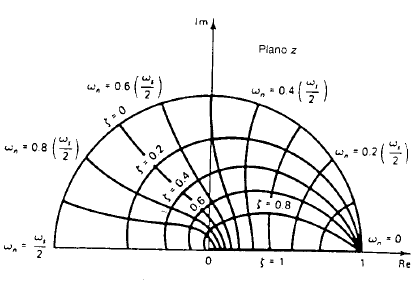 Im
Plano z
ωn = 0.6 (ωs/2)
ωn = 0.4 (ωs/2)
ζ=0
ωn = 0.8 (ωs/2)
ζ=0.2
ωn = 0.2 (ωs/2)
ζ=0.4
0.6
ζ = 0.8
ωn = ωs/2
ωn = 0
0
ζ = 1
1
Re